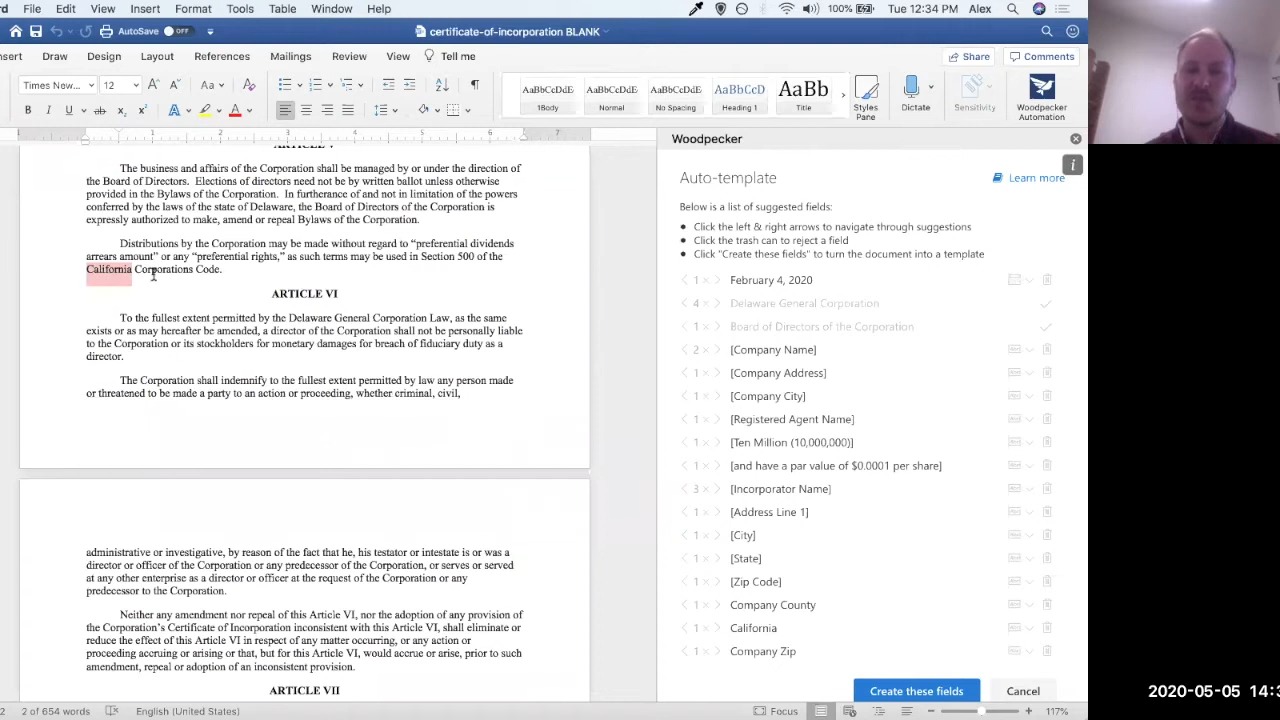 rd File Edit View Insert Format Tools Table Window Help 100% Tue 12:34 PM Alex
AutoSave OFF certificate-of-incorporation BLANK
nsert Draw Design Layout References Mailings Review View Tell me Share Comments
Times New... 12 AaBbCcDdE AaBbCcDdE AaBbCcDdE AaBbCcD AaBb
1Body Normal No Spacing Heading 1 Title Styles Pane Dictate Sensitivity Woodpecker Automation
1 2 3 4 5 6 7
Woodpecker
ARTICLE V
The business and affairs of the Corporation shall be managed by or under the direction of
the Board of Directors. Elections of directors need not be by written ballot unless otherwise
provided in the Bylaws of the Corporation. In furtherance of and not in limitation of the powers
conferred by the laws of the state of Delaware, the Board of Directors of the Corporation is
expressly authorized to make, amend or repeal Bylaws of the Corporation.
Distributions by the Corporation may be made without regard to “preferential dividends
arrears amount” or any “preferential rights,” as such terms may be used in Section 500 of the
California Corporations Code.
ARTICLE VI
To the fullest extent permitted by the Delaware General Corporation Law, as the same
exists or as may hereafter be amended, a director of the Corporation shall not be personally liable
to the Corporation or its stockholders for monetary damages for breach of fiduciary duty as a
director.
The Corporation shall indemnify to the fullest extent permitted by law any person made
or threatened to be made a party to an action or proceeding, whether criminal, civil,
administrative or investigative, by reason of the fact that he, his testator or intestate is or was a
director or officer of the Corporation or any predecessor of the Corporation, or serves or served
at any other enterprise as a director or officer at the request of the Corporation or any
predecessor to the Corporation.
Neither any amendment nor repeal of this Article VI, nor the adoption of any provision of
the Corporation’s Certificate of Incorporation inconsistent with this Article VI, shall eliminate or
reduce the effect of this Article VI in respect of any matter occurring, or any action or
proceeding accruing or arising or that, but for this Article VI, would accrue or arise, prior to such
amendment, repeal or adoption of an inconsistent provision.
ARTICLE VII
Auto-template Learn more
Below is a list of suggested fields:
• Click the left & right arrows to navigate through suggestions
• Click the trash can to reject a field
• Click "Create these fields" to turn the document into a template
1 × February 4, 2020
4 × Delaware General Corporation
1 × Board of Directors of the Corporation
2 × [Company Name]
1 × [Company Address]
1 × [Company City]
1 × [Registered Agent Name]
1 × [Ten Million (10,000,000)]
1 × [and have a par value of $0.0001 per share]
3 × [Incorporator Name]
1 × [Address Line 1]
1 × [City]
1 × [State]
1 × [Zip Code]
1 × Company County
1 × California
1 × Company Zip
Create these fields Cancel
2 2 of 654 words English (United States) Focus 117%
2020-05-05 14:3